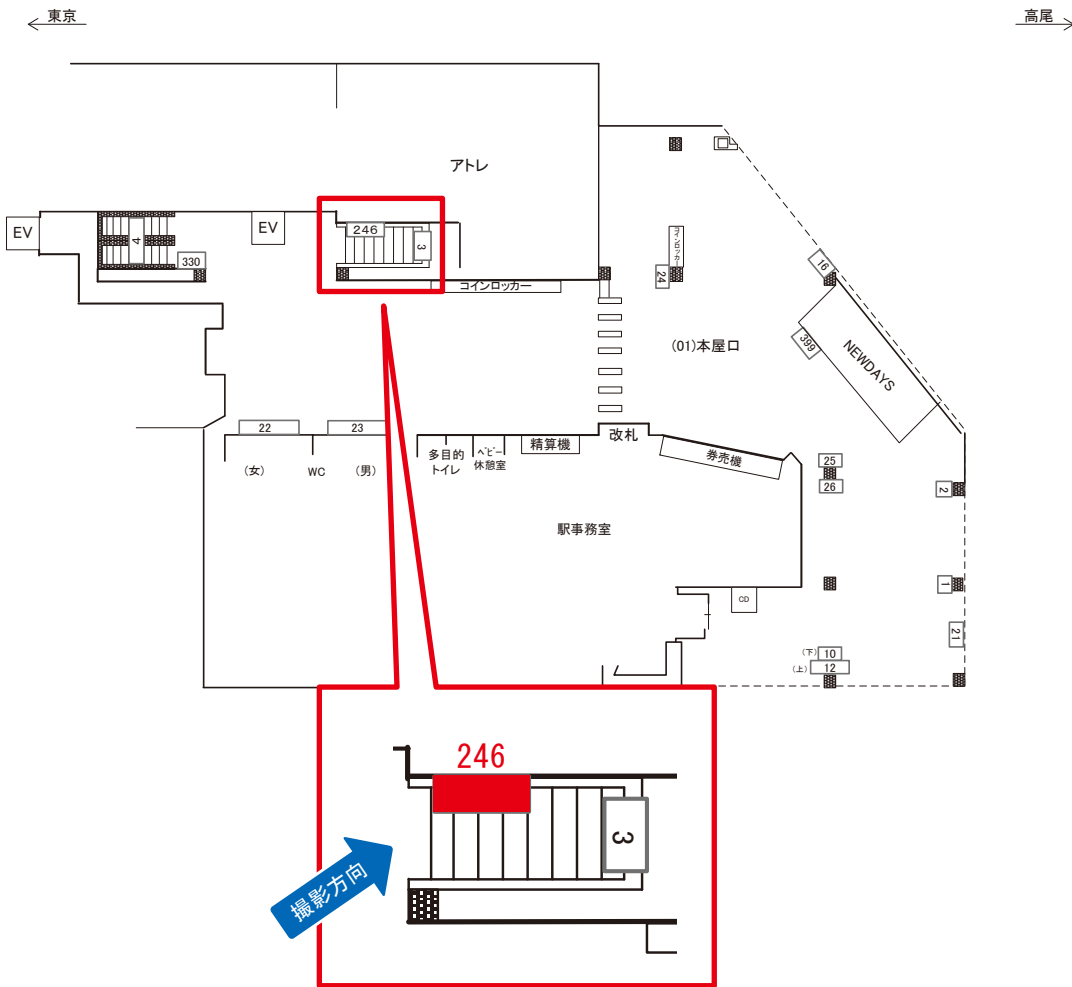 東京
高尾
アトレ
EV
4
330
EV
246
3
コインロッカー
コインロッカー
24
16
399
NEWDAYS
(01)本屋口
22
23
(女)
WC
(男)
多目的
トイレ
ベビー
休憩室
精算機
改札
券売機
25
26
2
駅事務室
1
CD
21
(下)
10
(上)
12
246
3
撮影方向